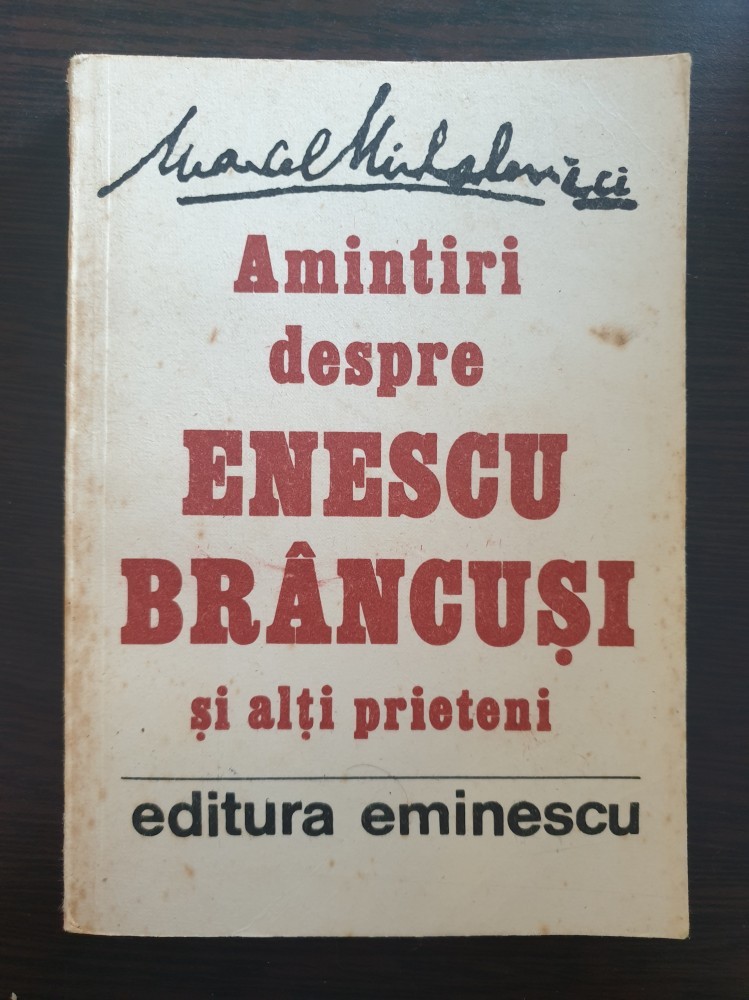 Marcel Mihalovici
Amintiri
despre
ENESCU
BRÂNCUȘI
și alți prieteni
editura eminescu